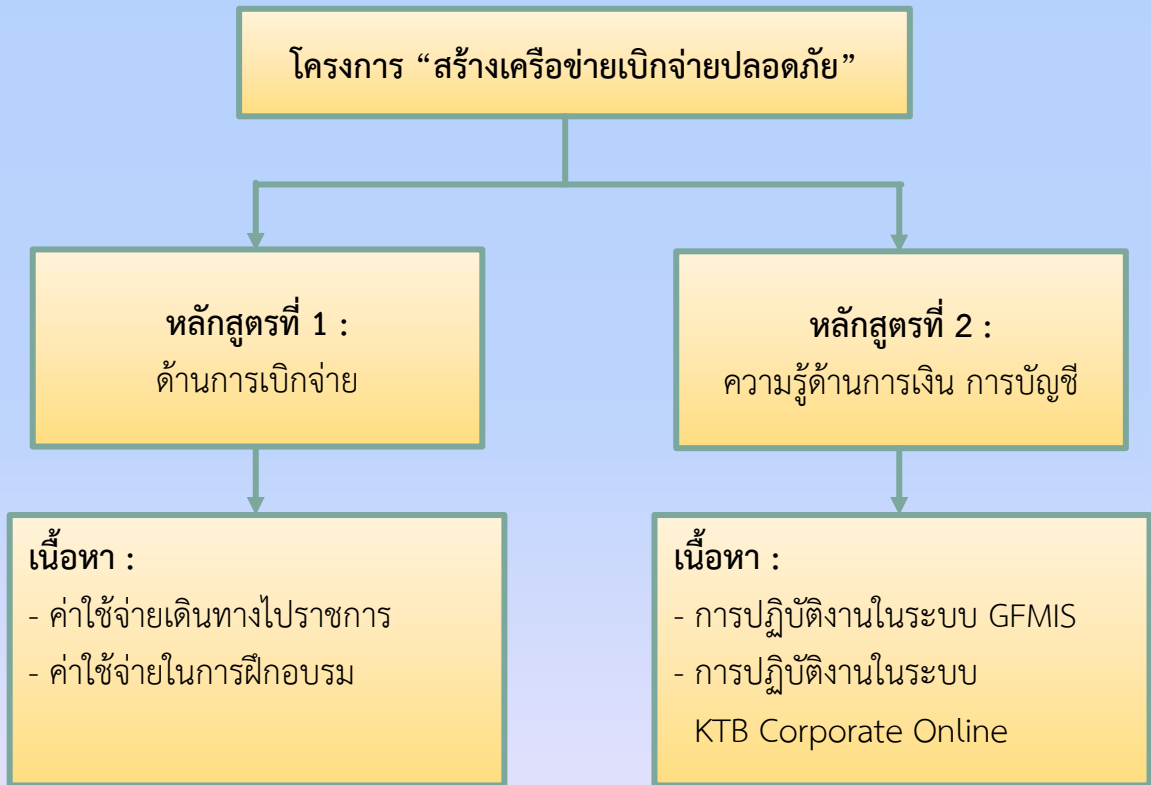 โครงการ “สร้างเครือข่ายเบิกจ่ายปลอดภัย”
หลักสูตรที่ 1 :
ด้านการเบิกจ่าย
เนื้อหา :
- ค่าใช้จ่ายเดินทางไปราชการ
- ค่าใช้จ่ายในการฝึกอบรม
หลักสูตรที่ 2 :
ความรู้ด้านการเงิน การบัญชี
เนื้อหา :
- การปฏิบัติงานในระบบ GFMIS
- การปฏิบัติงานในระบบ
KTB Corporate Online